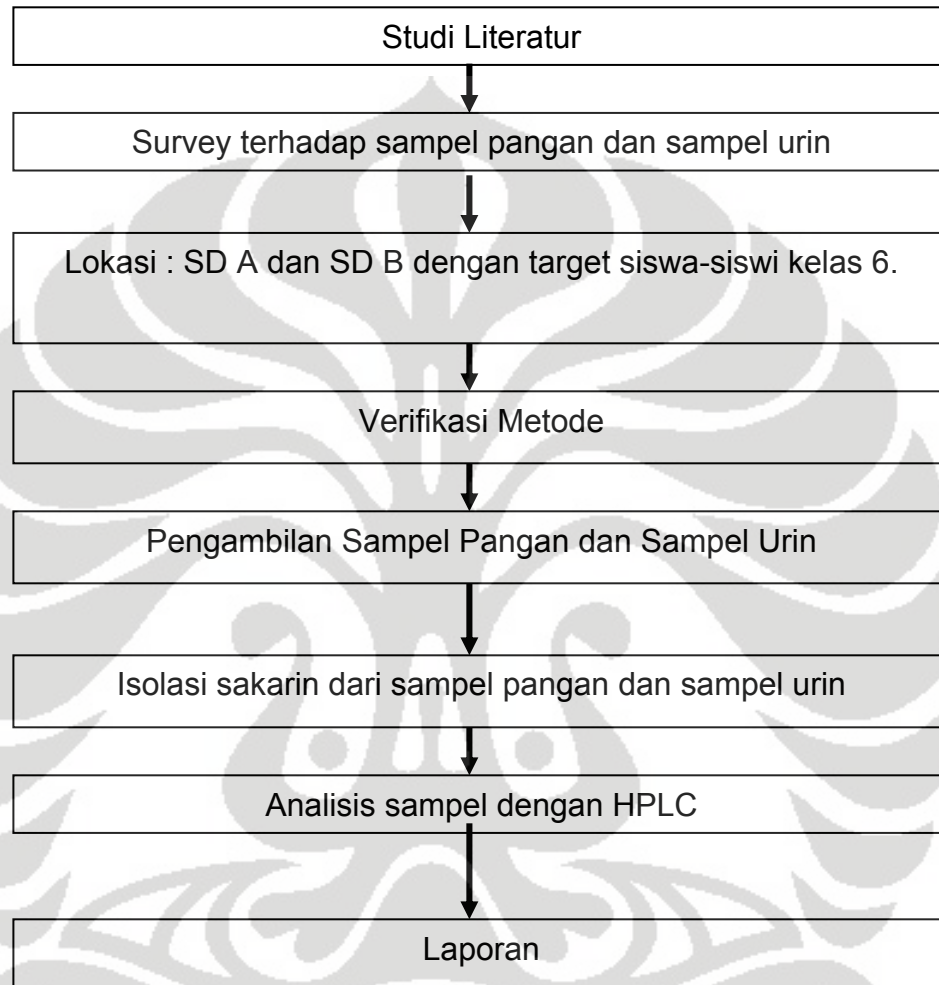 Studi Literatur
Survey terhadap sampel pangan dan sampel urin
Lokasi : SD A dan SD B dengan target siswa-siswi kelas 6.
Verifikasi Metode
Pengambilan Sampel Pangan dan Sampel Urin
Isolasi sakarin dari sampel pangan dan sampel urin
Analisis sampel dengan HPLC
Laporan